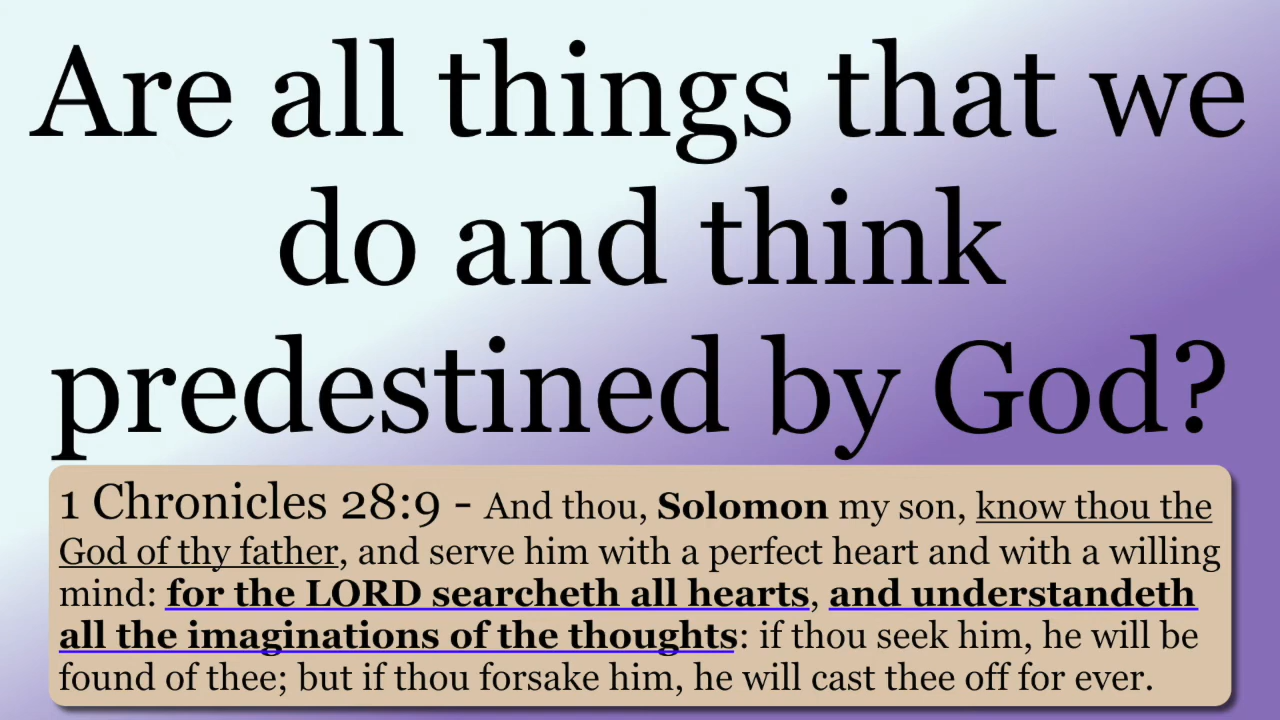 Are all things that we
do and think
predestined by God?
1 Chronicles 28:9 - And thou, Solomon my son, know thou the
God of thy father, and serve him with a perfect heart and with a willing
mind: for the LORD searcheth all hearts, and understandeth
all the imaginations of the thoughts: if thou seek him, he will be
found of thee; but if thou forsake him, he will cast thee off for ever.